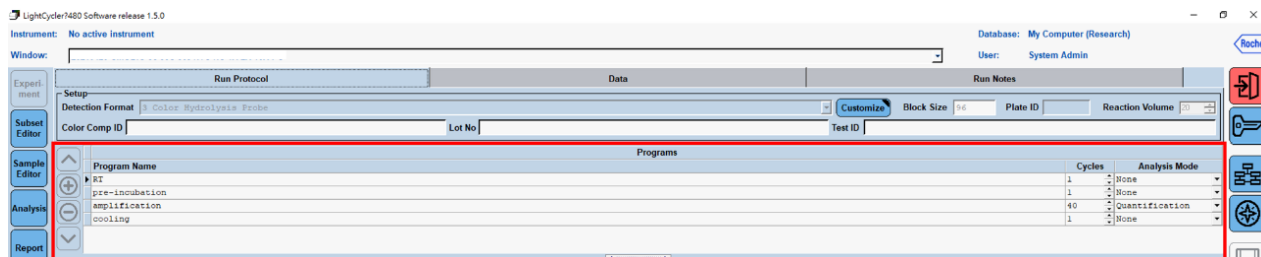 LightCycler?480 Software release 1.5.0
Instrument: No active instrument Database: My Computer (Research)
Window: User: System Admin
Roche
Experi-
ment
Run Protocol Data Run Notes
Setup
Detection Format 3 Color Hydrolysis Probe Customize Block Size 96 Plate ID Reaction Volume 20
Color Comp ID Lot No Test ID
Subset
Editor
Sample
Editor
Analysis
Report
Programs
Program Name Cycles Analysis Mode
RT 1 None
pre-incubation 1 None
amplification 40 Quantification
cooling 1 None